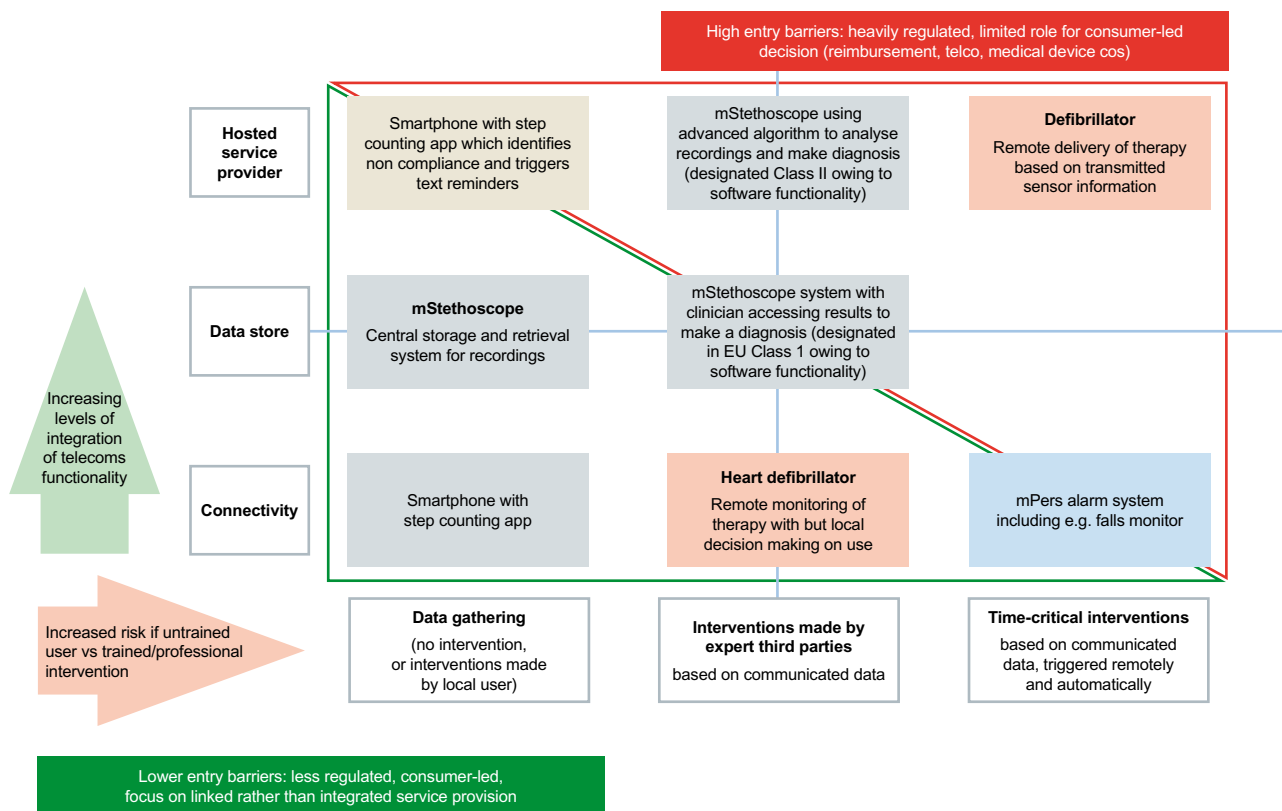 High entry barriers: heavily regulated, limited role for consumer-led
decision (reimbursement, telco, medical device cos)
Hosted
service
provider
Smartphone with step
counting app which identifies
non compliance and triggers
text reminders
mStethoscope using
advanced algorithm to analyse
recordings and make diagnosis
(designated Class II owing to
software functionality)
Defibrillator
Remote delivery of therapy
based on transmitted
sensor information
Data store
mStethoscope
Central storage and retrieval
system for recordings
mStethoscope system with
clinician accessing results to
make a diagnosis (designated
in EU Class 1 owing to
software functionality)
Increasing
levels of
integration
of telecoms
functionality
Connectivity
Smartphone with
step counting app
Heart defibrillator
Remote monitoring of
therapy with but local
decision making on use
mPers alarm system
including e.g. falls monitor
Increased risk if untrained
user vs trained/professional
intervention
Data gathering
(no intervention,
or interventions made
by local user)
Interventions made by
expert third parties
based on communicated data
Time-critical interventions
based on communicated
data, triggered remotely
and automatically
Lower entry barriers: less regulated, consumer-led,
focus on linked rather than integrated service provision